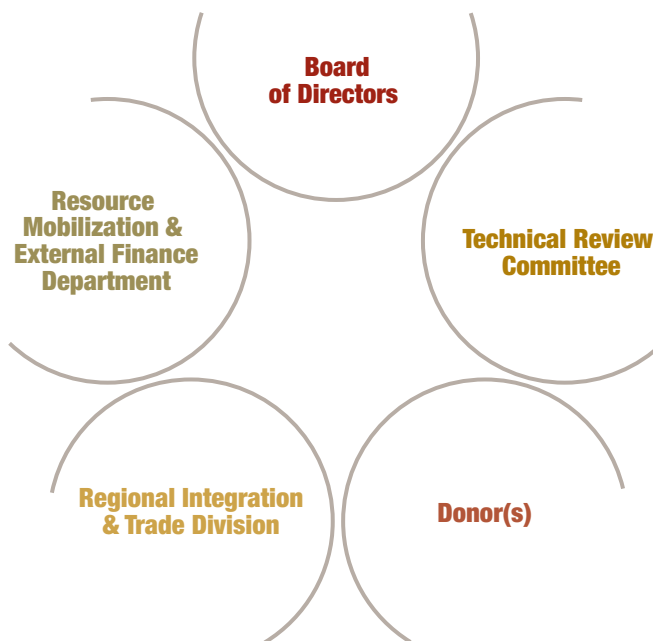 Board
of Directors
Resource
Mobilization &
External Finance
Department
Technical Review
Committee
Regional Integration
& Trade Division
Donor(s)